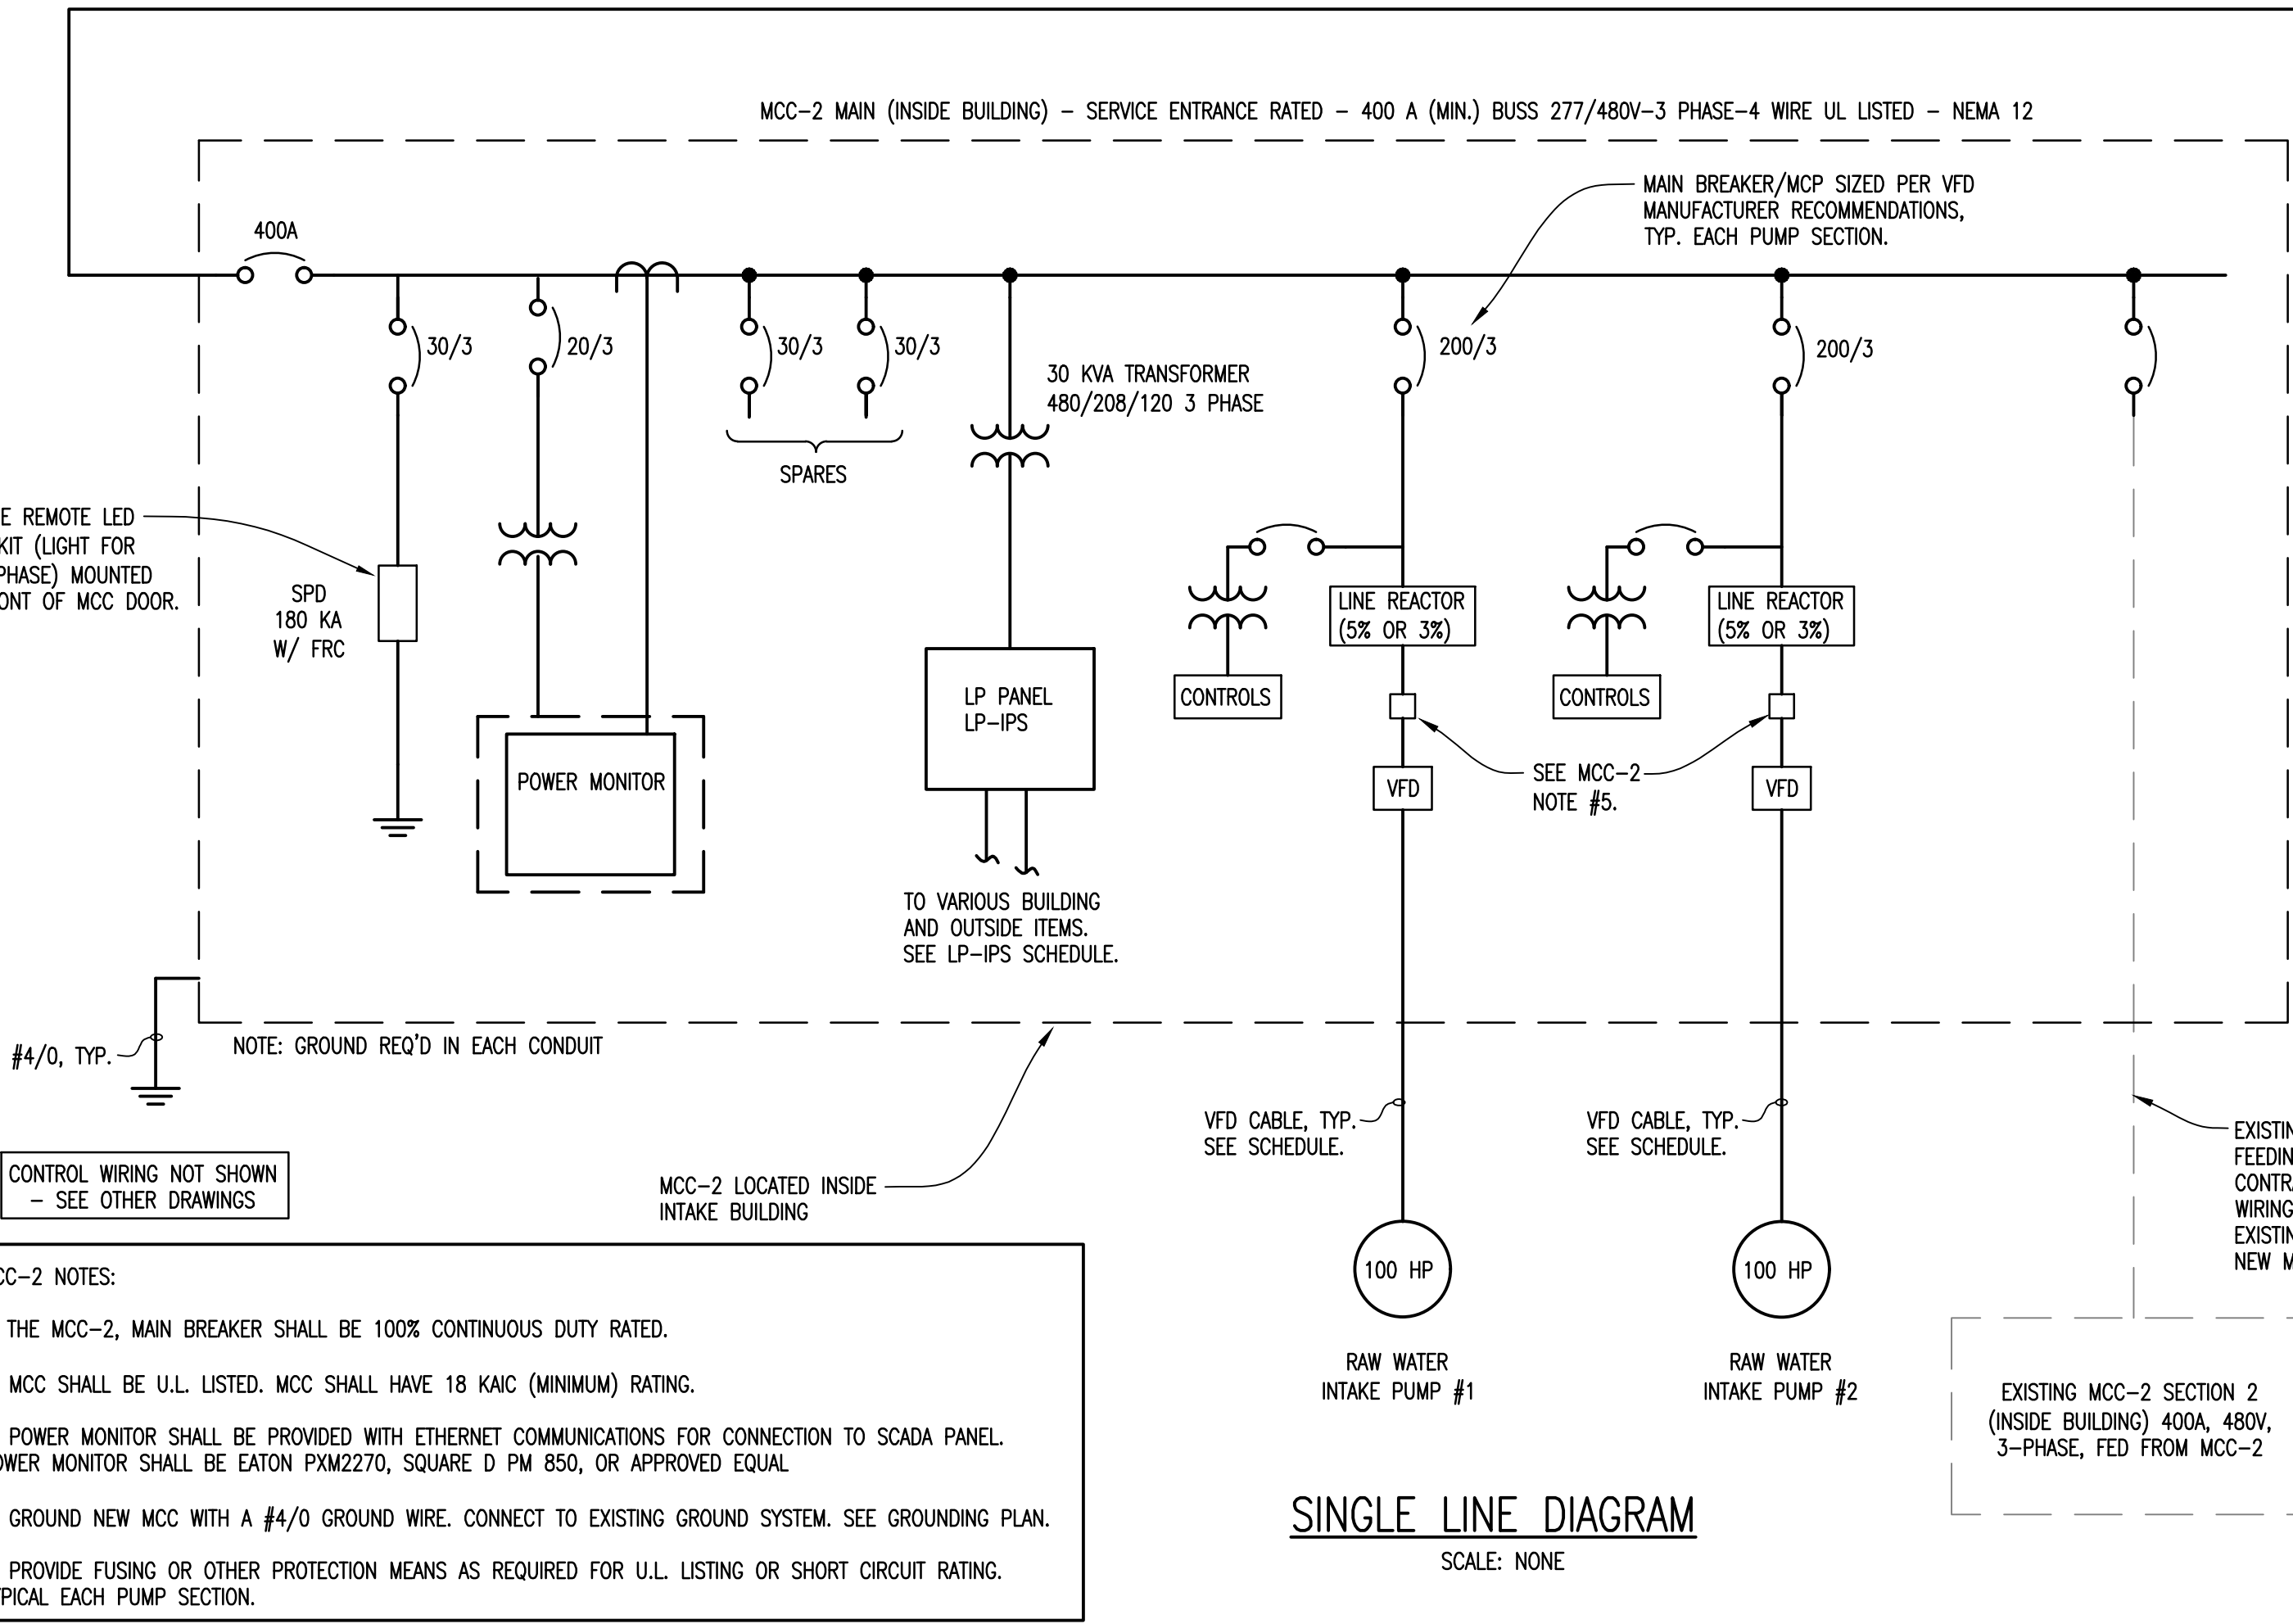 MCC-2 MAIN (INSIDE BUILDING) - SERVICE ENTRANCE RATED - 400 A (MIN.) BUSS 277/480V-3 PHASE-4 WIRE UL LISTED - NEMA 12
MAIN BREAKER/MCP SIZED PER VFD
MANUFACTURER RECOMMENDATIONS,
TYP. EACH PUMP SECTION.
400A
30/3
20/3
30/3
30/3
200/3
200/3
30 KVA TRANSFORMER
480/208/120 3 PHASE
SPARES
E REMOTE LED
KIT (LIGHT FOR
PHASE) MOUNTED
ONT OF MCC DOOR.
SPD
180 KA
W/ FRC
LINE REACTOR
(5% OR 3%)
LINE REACTOR
(5% OR 3%)
CONTROLS
CONTROLS
LP PANEL
LP-IPS
POWER MONITOR
VFD
VFD
SEE MCC-2
NOTE #5.
TO VARIOUS BUILDING
AND OUTSIDE ITEMS.
SEE LP-IPS SCHEDULE.
#4/0, TYP.
NOTE: GROUND REQ'D IN EACH CONDUIT
VFD CABLE, TYP.
SEE SCHEDULE.
VFD CABLE, TYP.
SEE SCHEDULE.
EXISTIN
FEEDIN
CONTRA
WIRING
EXISTIN
NEW M
CONTROL WIRING NOT SHOWN
- SEE OTHER DRAWINGS
MCC-2 LOCATED INSIDE
INTAKE BUILDING
100 HP
100 HP
RAW WATER
INTAKE PUMP #1
RAW WATER
INTAKE PUMP #2
EXISTING MCC-2 SECTION 2
(INSIDE BUILDING) 400A, 480V,
3-PHASE, FED FROM MCC-2
CC-2 NOTES:
THE MCC-2, MAIN BREAKER SHALL BE 100% CONTINUOUS DUTY RATED.
MCC SHALL BE U.L. LISTED. MCC SHALL HAVE 18 KAIC (MINIMUM) RATING.
POWER MONITOR SHALL BE PROVIDED WITH ETHERNET COMMUNICATIONS FOR CONNECTION TO SCADA PANEL.
OWER MONITOR SHALL BE EATON PXM2270, SQUARE D PM 850, OR APPROVED EQUAL
GROUND NEW MCC WITH A #4/0 GROUND WIRE. CONNECT TO EXISTING GROUND SYSTEM. SEE GROUNDING PLAN.
PROVIDE FUSING OR OTHER PROTECTION MEANS AS REQUIRED FOR U.L. LISTING OR SHORT CIRCUIT RATING.
YPICAL EACH PUMP SECTION.
SINGLE LINE DIAGRAM
SCALE: NONE